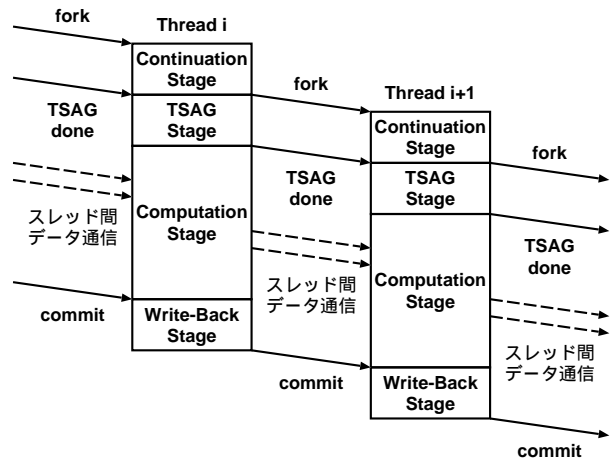 fork
Thread i
Continuation
Stage
TSAG
done
TSAG
Stage
スレッド間
データ通信
Computation
Stage
commit
Write-Back
Stage
fork
Thread i+1
Continuation
Stage
TSAG
done
TSAG
Stage
スレッド間
データ通信
Computation
Stage
commit
Write-Back
Stage
fork
TSAG
done
スレッド間
データ通信
commit